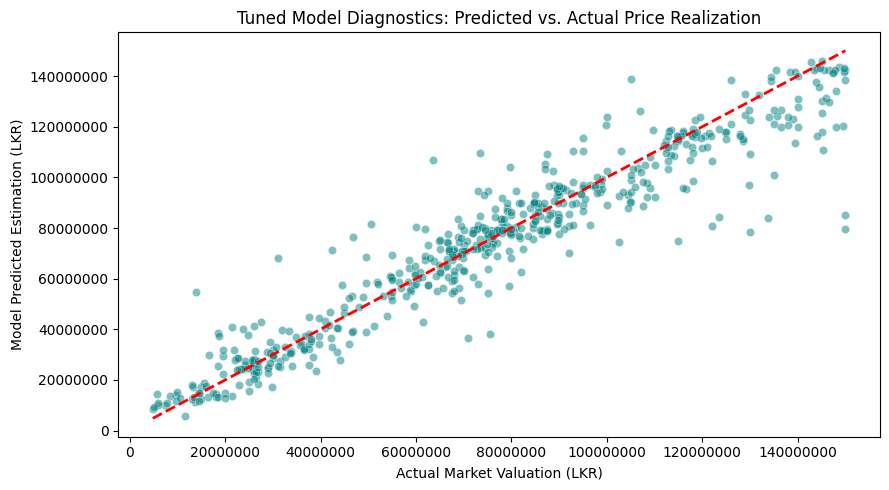 Tuned Model Diagnostics: Predicted vs. Actual Price Realization
Model Predicted Estimation (LKR)
140000000
120000000
100000000
80000000
60000000
40000000
20000000
0
0 20000000 40000000 60000000 80000000 100000000 120000000 140000000
Actual Market Valuation (LKR)